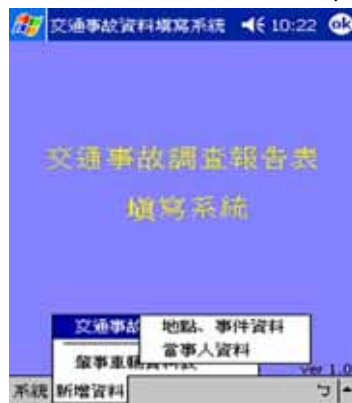 交通事故資料填寫系統 10:22 ok
交通事故調查報告表
填寫系統
交通事故
地點、事件資料
當事人資料
肇事車輛資料表
Ver 1.0
系統 新增資料 ㄅ